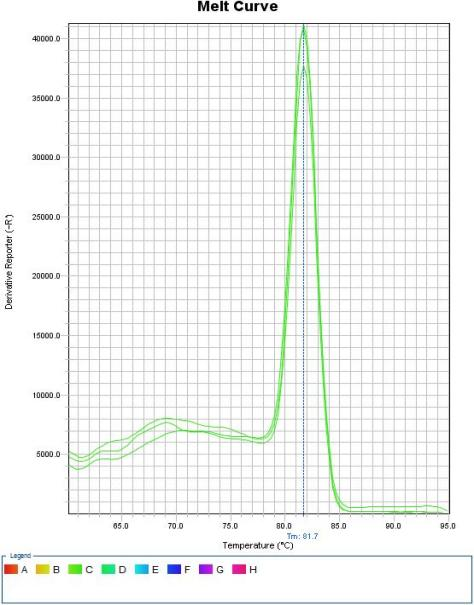 Melt Curve
40000.0
35000.0
30000.0
25000.0
20000.0
15000.0
10000.0
5000.0
Derivative Reporter (-R')
65.0 70.0 75.0 80.0 85.0 90.0 95.0
Tm: 81.7
Temperature (°C)
Legend
A B C D E F G H